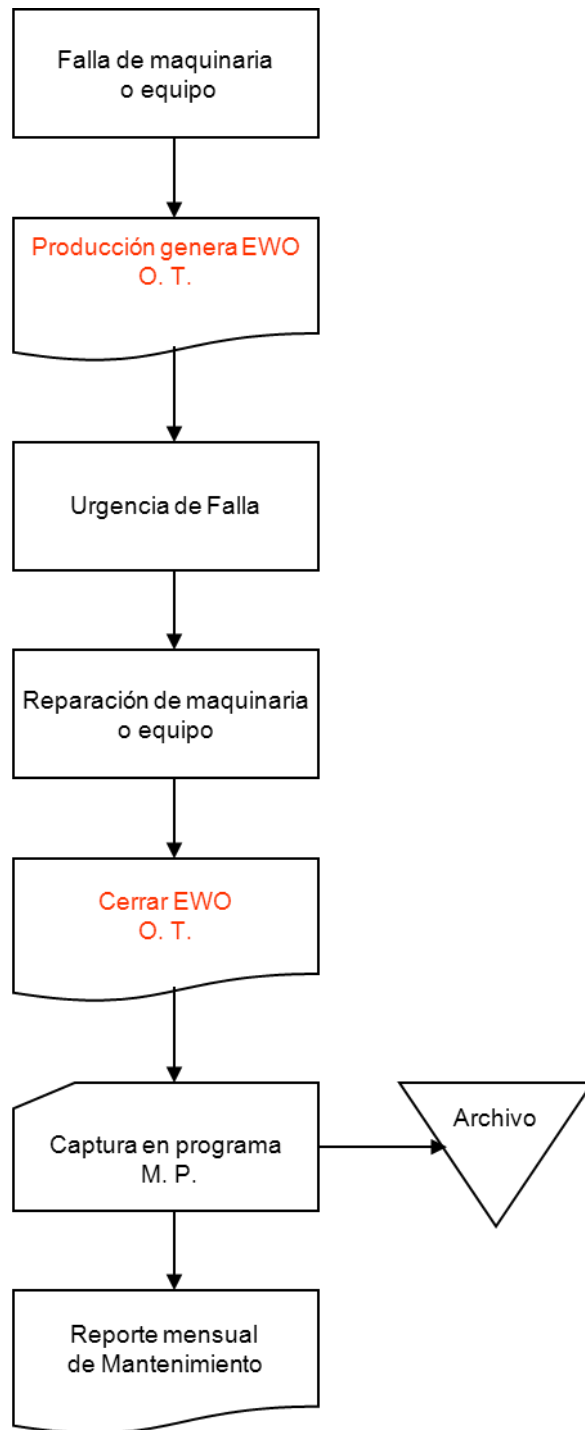 Falla de maquinaria
o equipo
Producción genera EWO
O. T.
Urgencia de Falla
Reparación de maquinaria
o equipo
Cerrar EWO
O. T.
Captura en programa
M. P.
Archivo
Reporte mensual
de Mantenimiento